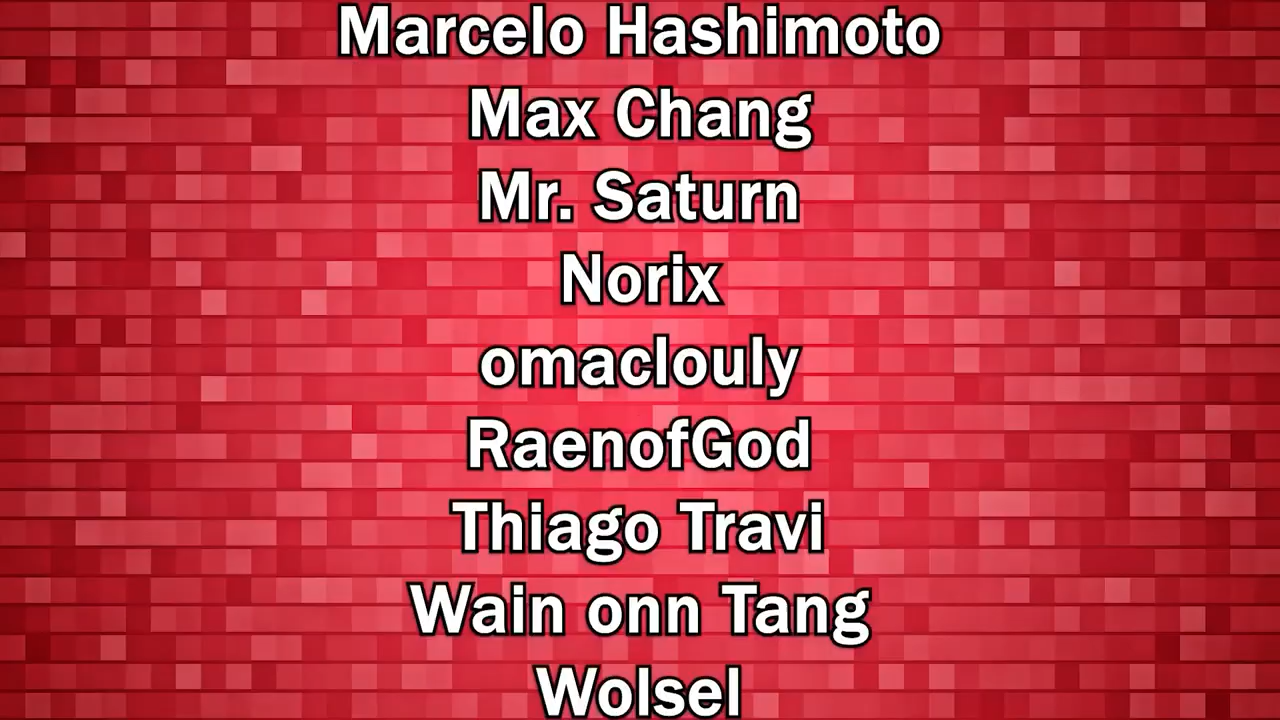 Marcelo Hashimoto
Max Chang
Mr. Saturn
Norix
omaclouly
RaenofGod
Thiago Travi
Wain onn Tang
Wolsel